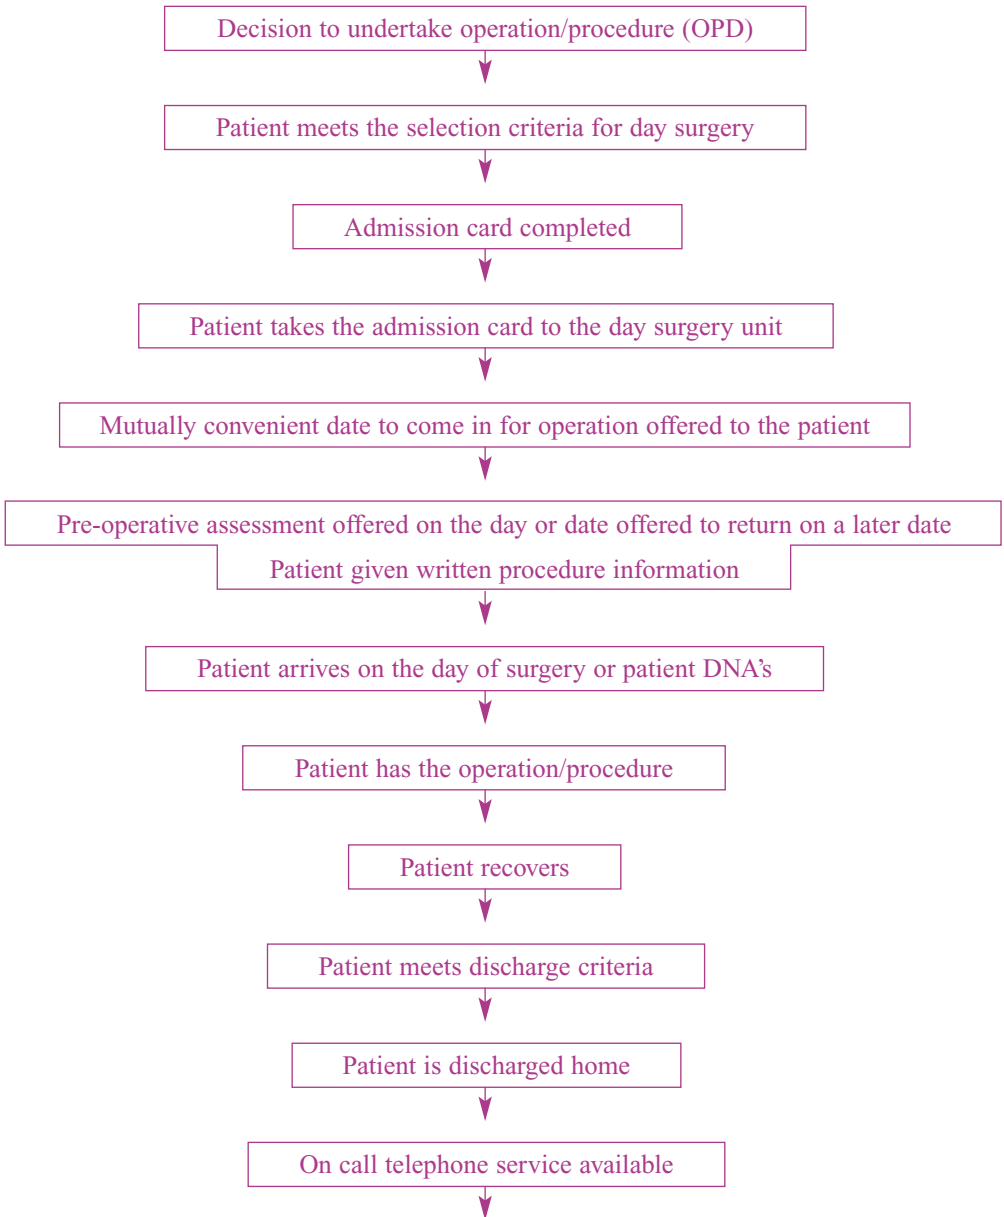 Decision to undertake operation/procedure (OPD)
Patient meets the selection criteria for day surgery
Admission card completed
Patient takes the admission card to the day surgery unit
Mutually convenient date to come in for operation offered to the patient
Pre-operative assessment offered on the day or date offered to return on a later date
Patient given written procedure information
Patient arrives on the day of surgery or patient DNA’s
Patient has the operation/procedure
Patient recovers
Patient meets discharge criteria
Patient is discharged home
On call telephone service available